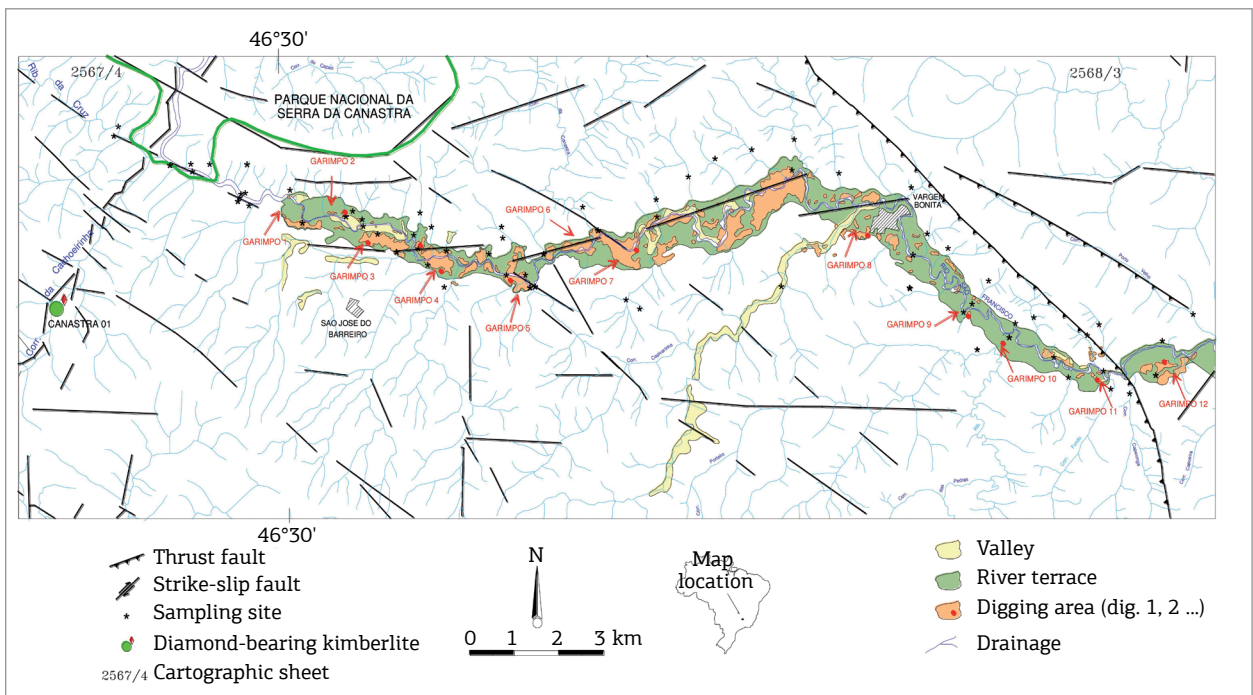 46°30'
2567/4
2568/3
Rib. da Cruz
PARQUE NACIONAL DA
SERRA DA CANASTRA
GARIMPO 2
GARIMPO 1
GARIMPO 3
GARIMPO 4
GARIMPO 5
GARIMPO 6
GARIMPO 7
GARIMPO 8
VARGEM
BONITA
GARIMPO 9
FRANCISCO
GARIMPO 10
GARIMPO 11
GARIMPO 12
Corr. da Cachoeirinha
CANASTRA 01
SAO JOSE DO
BARREIRO
46°30'
Thrust fault
Strike-slip fault
Sampling site
Diamond-bearing kimberlite
2567/4 Cartographic sheet
N
0 1 2 3 km
Map
location
Valley
River terrace
Digging area (dig. 1, 2 ...)
Drainage